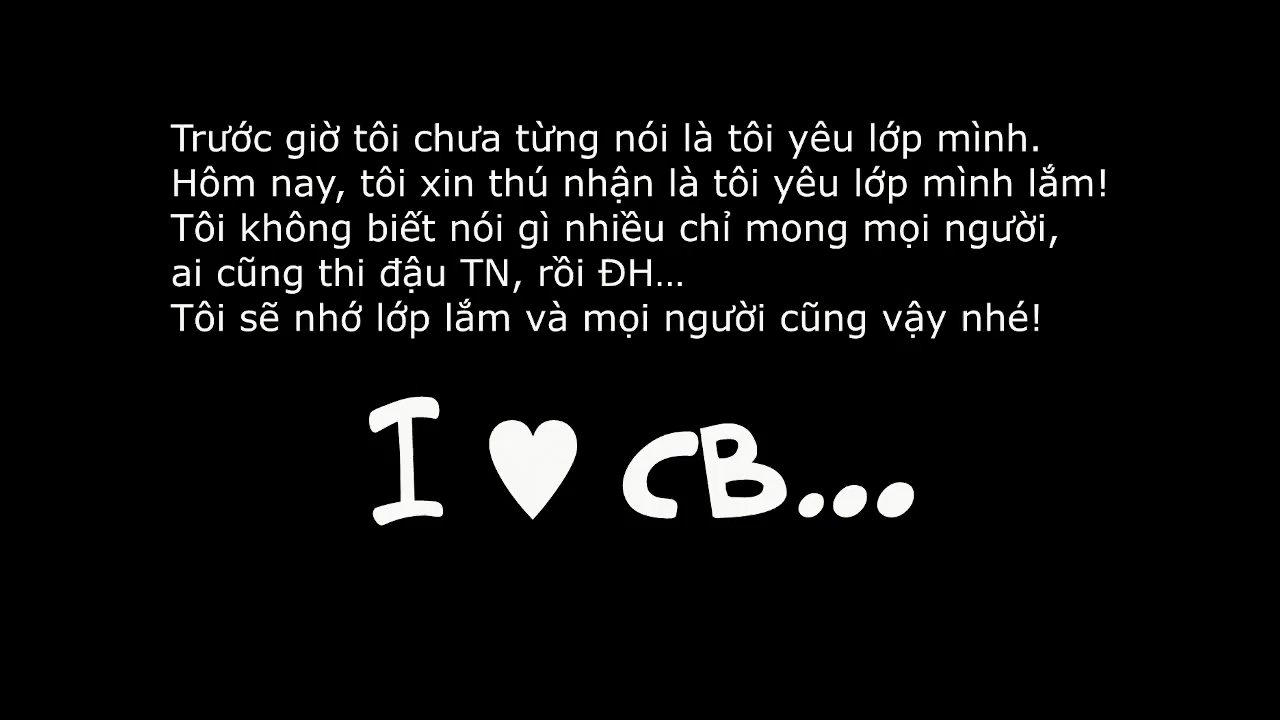 Trước giờ tôi chưa từng nói là tôi yêu lớp mình.
Hôm nay, tôi xin thú nhận là tôi yêu lớp mình lắm!
Tôi không biết nói gì nhiều chỉ mong mọi người,
ai cũng thi đậu TN, rồi ĐH...
Tôi sẽ nhớ lớp lắm và mọi người cũng vậy nhé!
I ♥ CB...